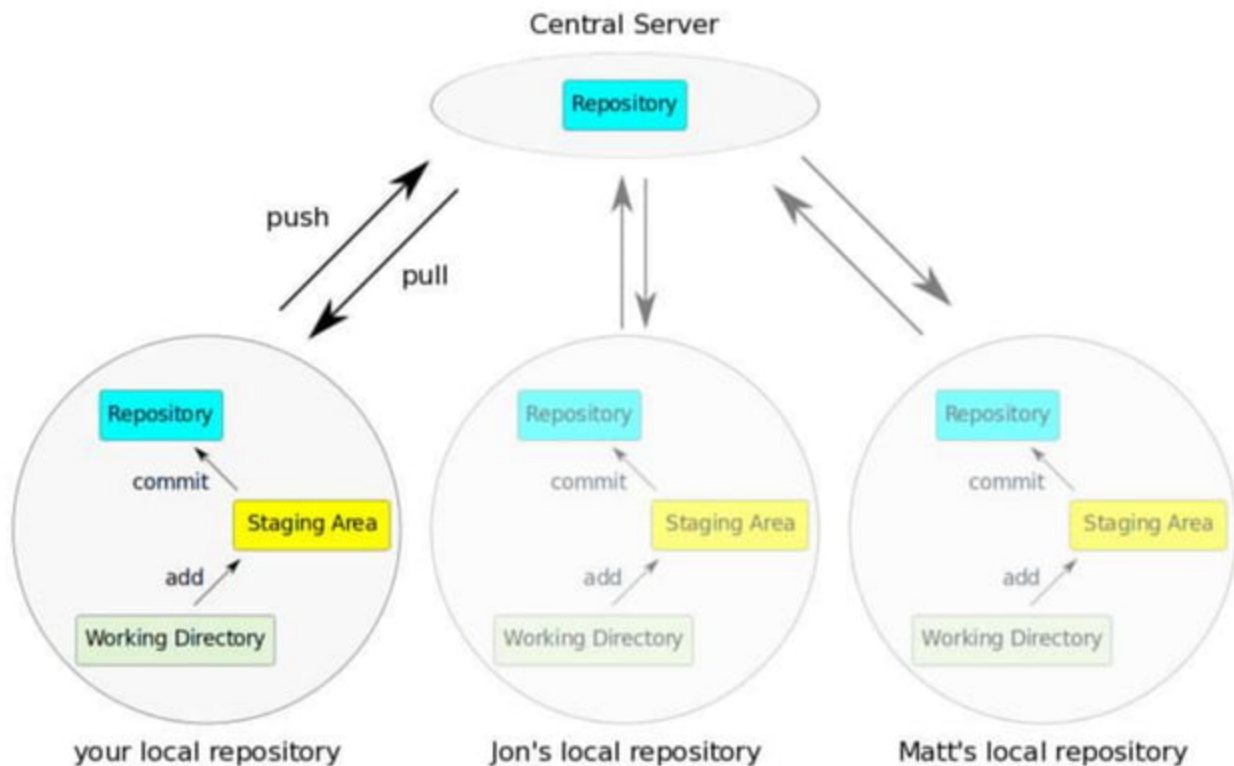 Central Server
Repository
push
pull
Repository
commit
Staging Area
add
Working Directory
your local repository
Repository
commit
Staging Area
add
Working Directory
Jon's local repository
Repository
commit
Staging Area
add
Working Directory
Matt's local repository